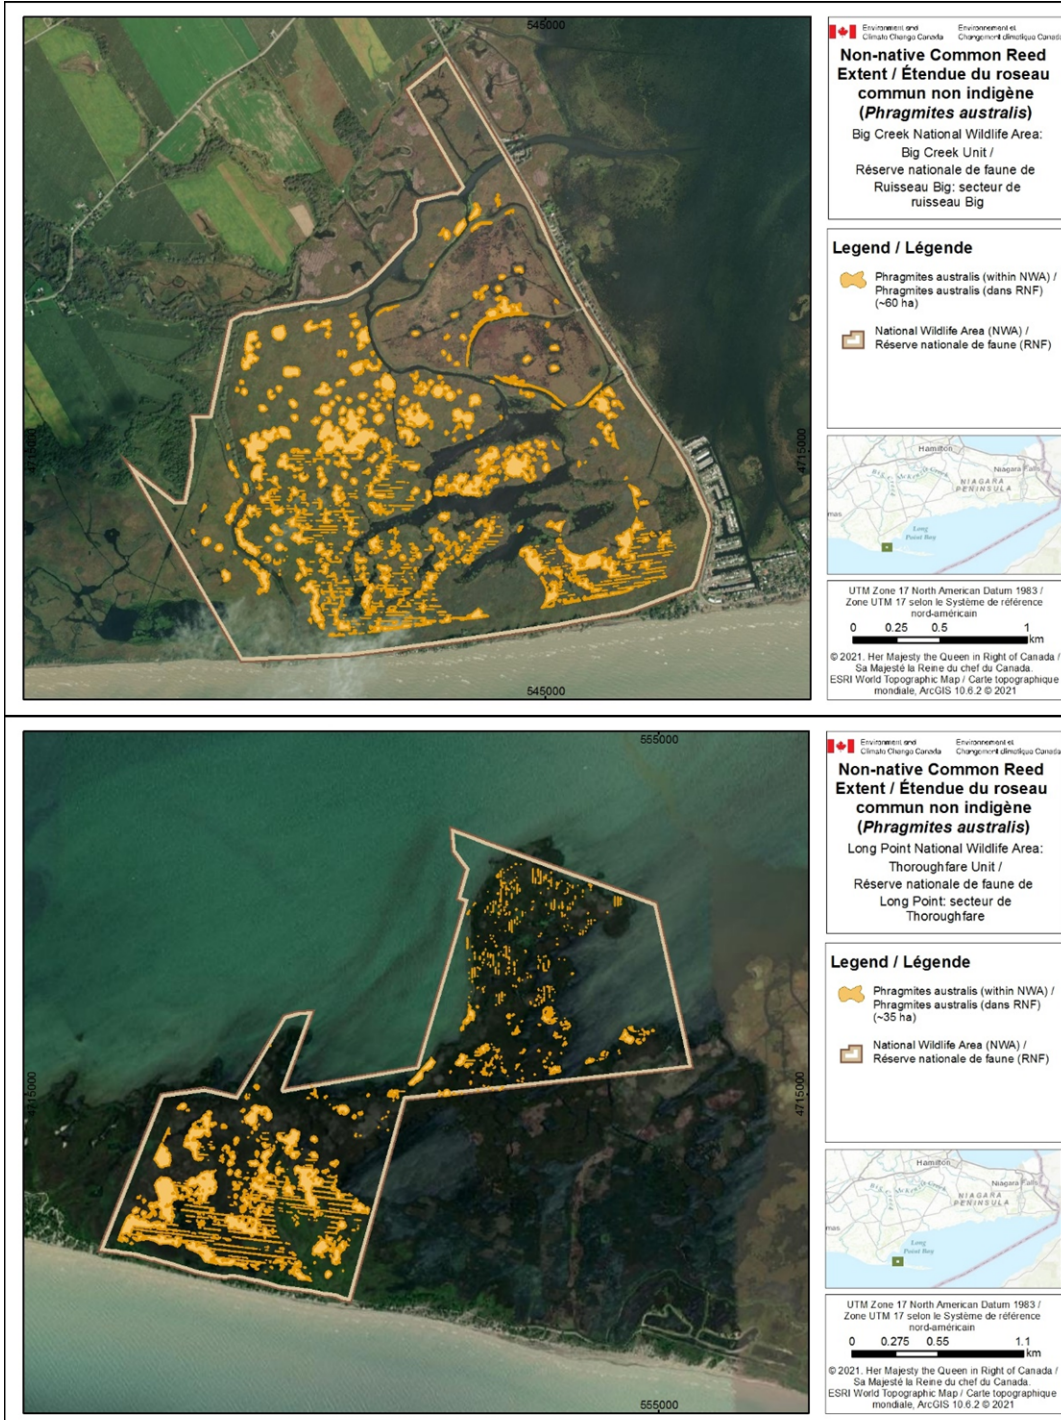 545000
4715000
4715000
545000
Environment and
Climate Change Canada
Environnement et
Changement climatique Canada
Non-native Common Reed
Extent / Étendue du roseau
commun non indigène
(Phragmites australis)
Big Creek National Wildlife Area:
Big Creek Unit /
Réserve nationale de faune de
Ruisseau Big: secteur de
ruisseau Big
Legend / Légende
Phragmites australis (within NWA) /
Phragmites australis (dans RNF)
(~60 ha)
National Wildlife Area (NWA) /
Réserve nationale de faune (RNF)
Hamilton
Niagara Falls
NIAGARA
PENINSULA
mas
Long
Point Bay
UTM Zone 17 North American Datum 1983 /
Zone UTM 17 selon le Système de référence
nord-américain
0 0.25 0.5 1
km
© 2021. Her Majesty the Queen in Right of Canada /
Sa Majesté la Reine du chef du Canada.
ESRI World Topographic Map / Carte topographique
mondiale, ArcGIS 10.6.2 © 2021
555000
4715000
4715000
555000
Environment and
Climate Change Canada
Environnement et
Changement climatique Canada
Non-native Common Reed
Extent / Étendue du roseau
commun non indigène
(Phragmites australis)
Long Point National Wildlife Area:
Thoroughfare Unit /
Réserve nationale de faune de
Long Point: secteur de
Thoroughfare
Legend / Légende
Phragmites australis (within NWA) /
Phragmites australis (dans RNF)
(~35 ha)
National Wildlife Area (NWA) /
Réserve nationale de faune (RNF)
Hamilton
Niagara Falls
NIAGARA
PENINSULA
mas
Long
Point Bay
UTM Zone 17 North American Datum 1983 /
Zone UTM 17 selon le Système de référence
nord-américain
0 0.275 0.55 1.1
km
© 2021. Her Majesty the Queen in Right of Canada /
Sa Majesté la Reine du chef du Canada.
ESRI World Topographic Map / Carte topographique
mondiale, ArcGIS 10.6.2 © 2021